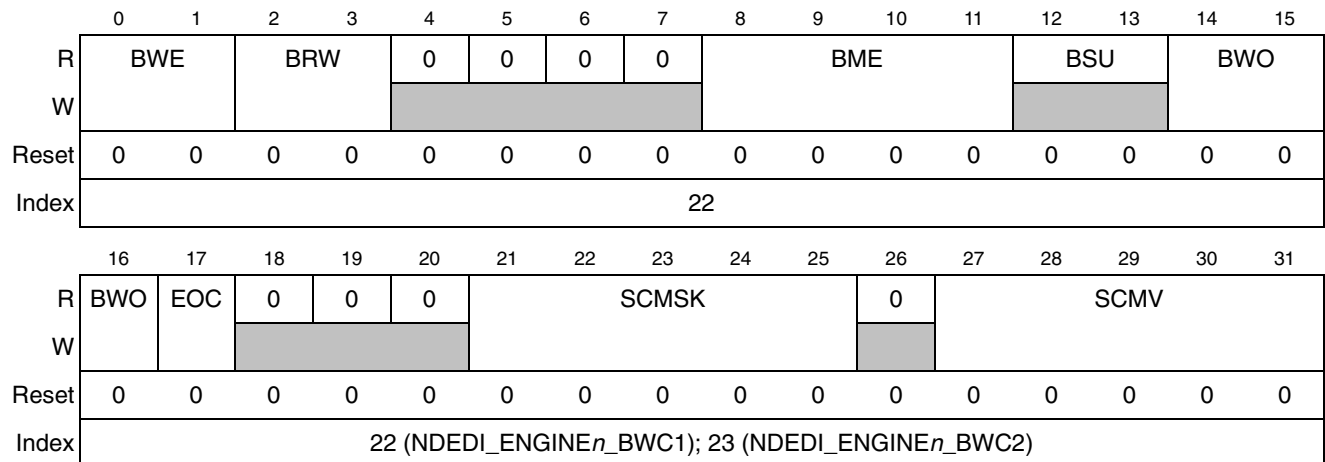 0 1 2 3 4 5 6 7 8 9 10 11 12 13 14 15
R BWE BRW 0 0 0 0 BME BSU BWO
W
Reset 0 0 0 0 0 0 0 0 0 0 0 0 0 0 0 0
Index 22
16 17 18 19 20 21 22 23 24 25 26 27 28 29 30 31
R BWO EOC 0 0 0 SCMSK 0 SCMV
W
Reset 0 0 0 0 0 0 0 0 0 0 0 0 0 0 0 0
Index 22 (NDEDI_ENGINEn_BWC1); 23 (NDEDI_ENGINEn_BWC2)